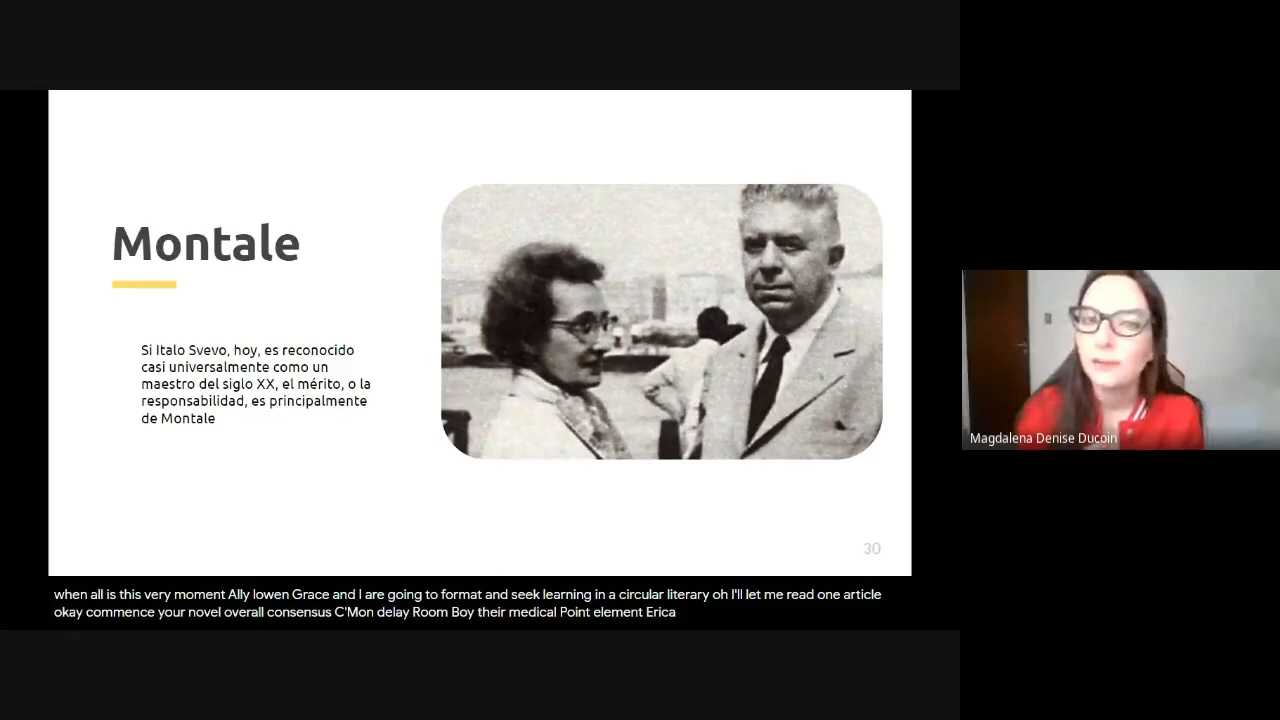 Montale
Si Italo Svevo, hoy, es reconocido
casi universalmente como un
maestro del siglo XX, el mérito, o la
responsabilidad, es principalmente
de Montale
30
Magdalena Denise Ducoin
when all is this very moment Ally lowen Grace and I are going to format and seek learning in a circular literary oh I'll let me read one article
okay commence your novel overall consensus C'Mon delay Room Boy their medical Point element Erica